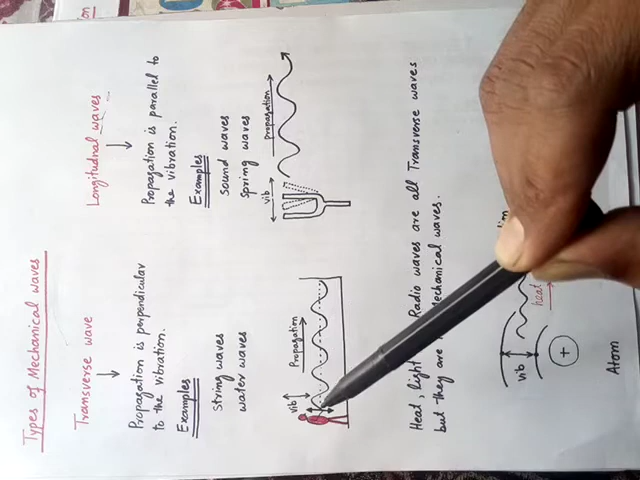 Types of Mechanical waves
Transverse wave
Propagation is perpendicular
to the vibration.
Examples
String waves
water waves
vib
Propagation
Longitudnal waves
Propagation is parallel to
the vibration.
Examples
Sound waves
spring waves
vib
Propagation
Heat, light Radio waves are all Transverse waves
but they are mechanical waves.
vib
heat
+
Atom